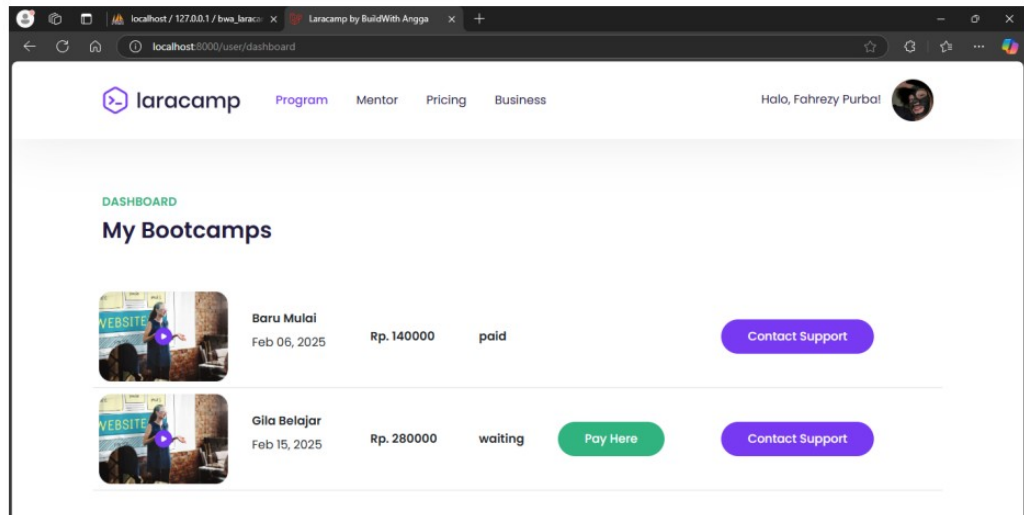 localhost / 127.0.0.1 / bwa_laracar
Laracamp by BuildWith Angga
localhost:8000/user/dashboard
laracamp
Program
Mentor
Pricing
Business
Halo, Fahrezy Purba!
DASHBOARD
My Bootcamps
WEBSITE
Baru Mulai
Feb 06, 2025
Rp. 140000
paid
Contact Support
WEBSITE
Gila Belajar
Feb 15, 2025
Rp. 280000
waiting
Pay Here
Contact Support